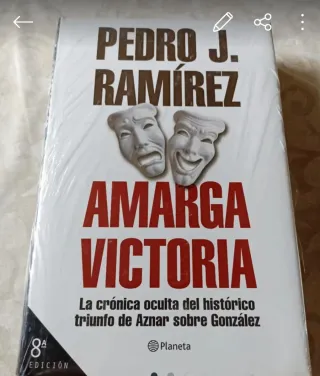 PEDRO J.
RAMÍREZ
AMARGA
VICTORIA
La crónica oculta del histórico
triunfo de Aznar sobre González
Planeta
8ª
EDICIÓN